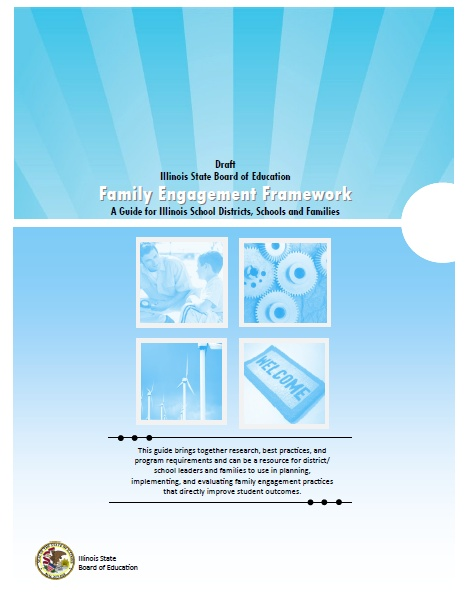 Draft
Illinois State Board of Education
Family Engagement Framework
A Guide for Illinois School Districts, Schools and Families
WELCOME
This guide brings together research, best practices, and
program requirements and can be a resource for district/
school leaders and families to use in planning,
implementing, and evaluating family engagement practices
that directly improve student outcomes.
Illinois State
Board of Education